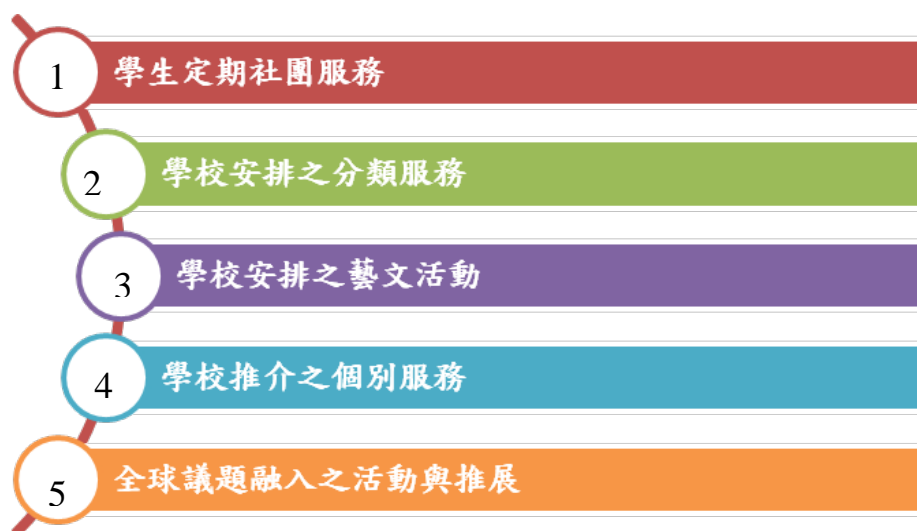 1 學生定期社團服務
2 學校安排之分類服務
3 學校安排之藝文活動
4 學校推介之個別服務
5 全球議題融入之活動與推展